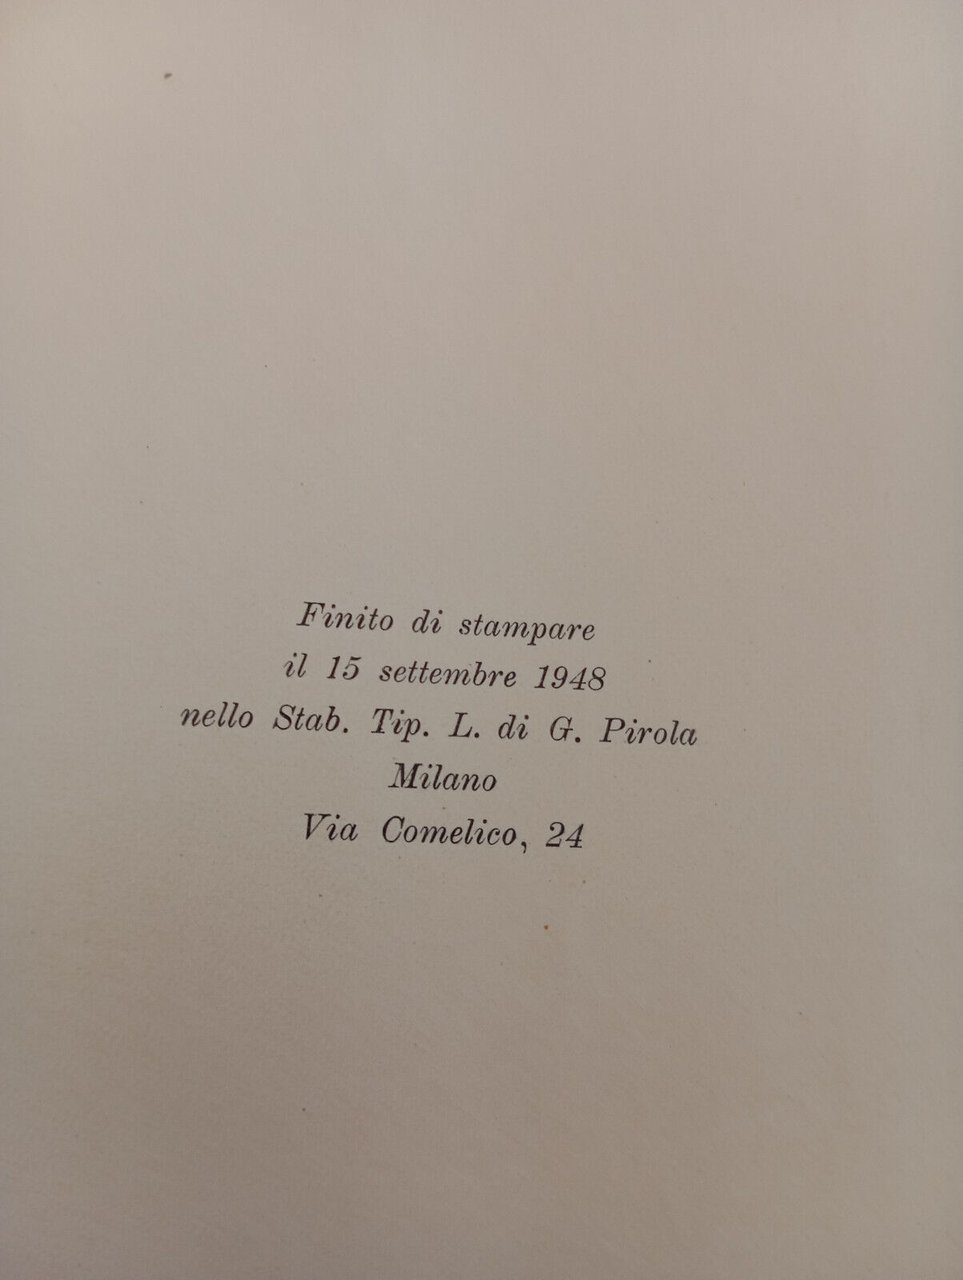 Finito di stampare
il 15 settembre 1948
nello Stab. Tip. L. di G. Pirola
Milano
Via Comelico, 24